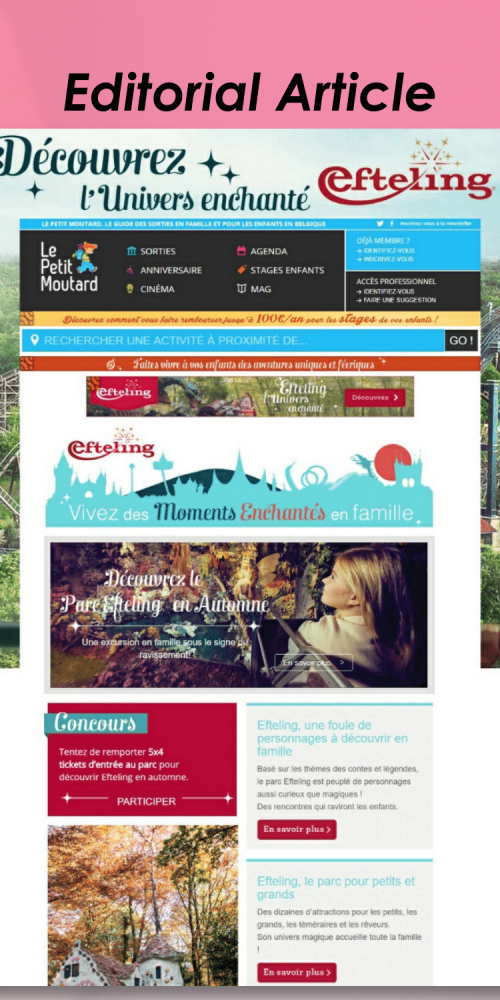 Editorial Article
Découvrez
l'Univers enchanté
Efteling
LE PETIT MOUTARD: LE GUIDE DES SORTIES EN FAMILLE ET POUR LES ENFANTS EN BELGIQUE
Inscrivez vous à la newsletter
Le
Petit
Moutard
SORTIES
ANNIVERSAIRE
CINÉMA
AGENDA
STAGES ENFANTS
MAG
DÉJÀ MEMBRE ?
→ IDENTIFIEZ-VOUS
→ INSCRIVEZ-VOUS
ACCÈS PROFESSIONNEL
→ IDENTIFIEZ-VOUS
→ FAIRE UNE SUGGESTION
Découvrez comment vous faire rembourser jusque'à 100€/an pour les stages de vos enfants !
RECHERCHER UNE ACTIVITÉ À PROXIMITÉ DE...
GO !
Faites vivre à vos enfants des aventures uniques et féeriques
Efteling
Efteling
l'Univers
enchanté
Découvrez >
Efteling
Vivez des Moments Enchantés en famille
Découvrez le
Parc Efteling en Automne
Une excursion en famille sous le signe du
ravissement!
En savoir plus >
Concours
Tentez de remporter 5x4
tickets d'entrée au parc pour
découvrir Efteling en automne.
PARTICIPER
Efteling, une foule de
personnages à découvrir en
famille
Basé sur les thèmes des contes et légendes,
le parc Efteling est peuplé de personnages
aussi curieux que magiques !
Des rencontres qui raviront les enfants.
En savoir plus >
Efteling, le parc pour petits et
grands
Des dizaines d'attractions pour les petits, les
grands, les téméraires et les rêveurs.
Son univers magique accueille toute la famille
!
En savoir plus >